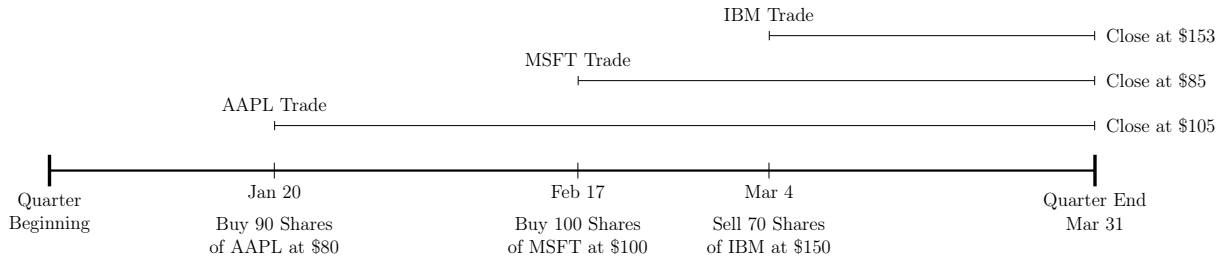 IBM Trade
Close at $153
MSFT Trade
Close at $85
AAPL Trade
Close at $105
Quarter
Beginning
Jan 20
Buy 90 Shares
of AAPL at $80
Feb 17
Buy 100 Shares
of MSFT at $100
Mar 4
Sell 70 Shares
of IBM at $150
Quarter End
Mar 31